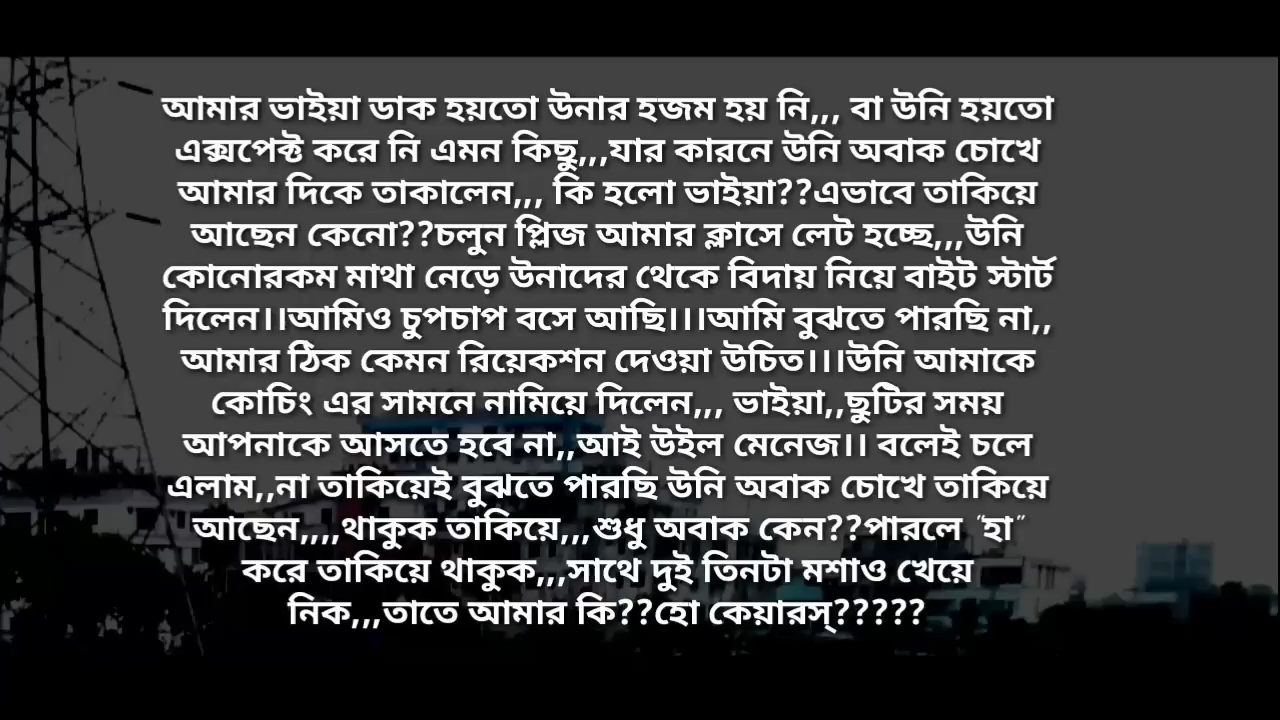 আমার ভাইয়া ডাক হয়তো উনার হজম হয় নি,,, বা উনি হয়তো
এক্সপেক্ট করে নি এমন কিছু,,,যার কারনে উনি অবাক চোখে
আমার দিকে তাকালেন,,, কি হলো ভাইয়া??এভাবে তাকিয়ে
আছেন কেনো??চলুন প্লিজ আমার ক্লাসে লেট হচ্ছে,,,উনি
কোনোরকম মাথা নেড়ে উনাদের থেকে বিদায় নিয়ে বাইট স্টার্ট
দিলেন।।আমিও চুপচাপ বসে আছি।।।আমি বুঝতে পারছি না,,
আমার ঠিক কেমন রিয়েকশন দেওয়া উচিত।।।উনি আমাকে
কোচিং এর সামনে নামিয়ে দিলেন,,, ভাইয়া,,ছুটির সময়
আপনাকে আসতে হবে না,,আই উইল মেনেজ।। বলেই চলে
এলাম,,না তাকিয়েই বুঝতে পারছি উনি অবাক চোখে তাকিয়ে
আছেন,,,,থাকুক তাকিয়ে,,,শুধু অবাক কেন??পারলে "হা"
করে তাকিয়ে থাকুক,,,সাথে দুই তিনটা মশাও খেয়ে
নিক,,,তাতে আমার কি??হো কেয়ারস্?????